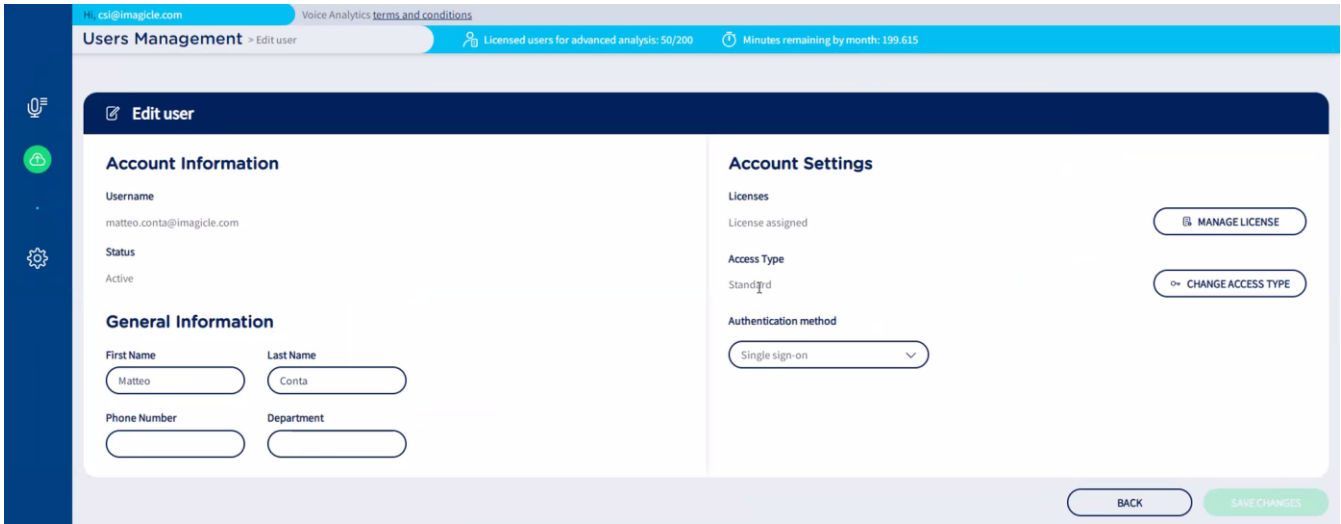 Hi, csi@imagicle.com
Voice Analytics terms and conditions
Users Management > Edit user
Licensed users for advanced analysis: 50/200
Minutes remaining by month: 199.615
Edit user
Account Information
Username
matteo.conta@imagicle.com
Status
Active
General Information
First Name
Last Name
Matteo
Conta
Phone Number
Department
Account Settings
Licenses
License assigned
MANAGE LICENSE
Access Type
Standard
CHANGE ACCESS TYPE
Authentication method
Single sign-on
BACK
SAVE CHANGES